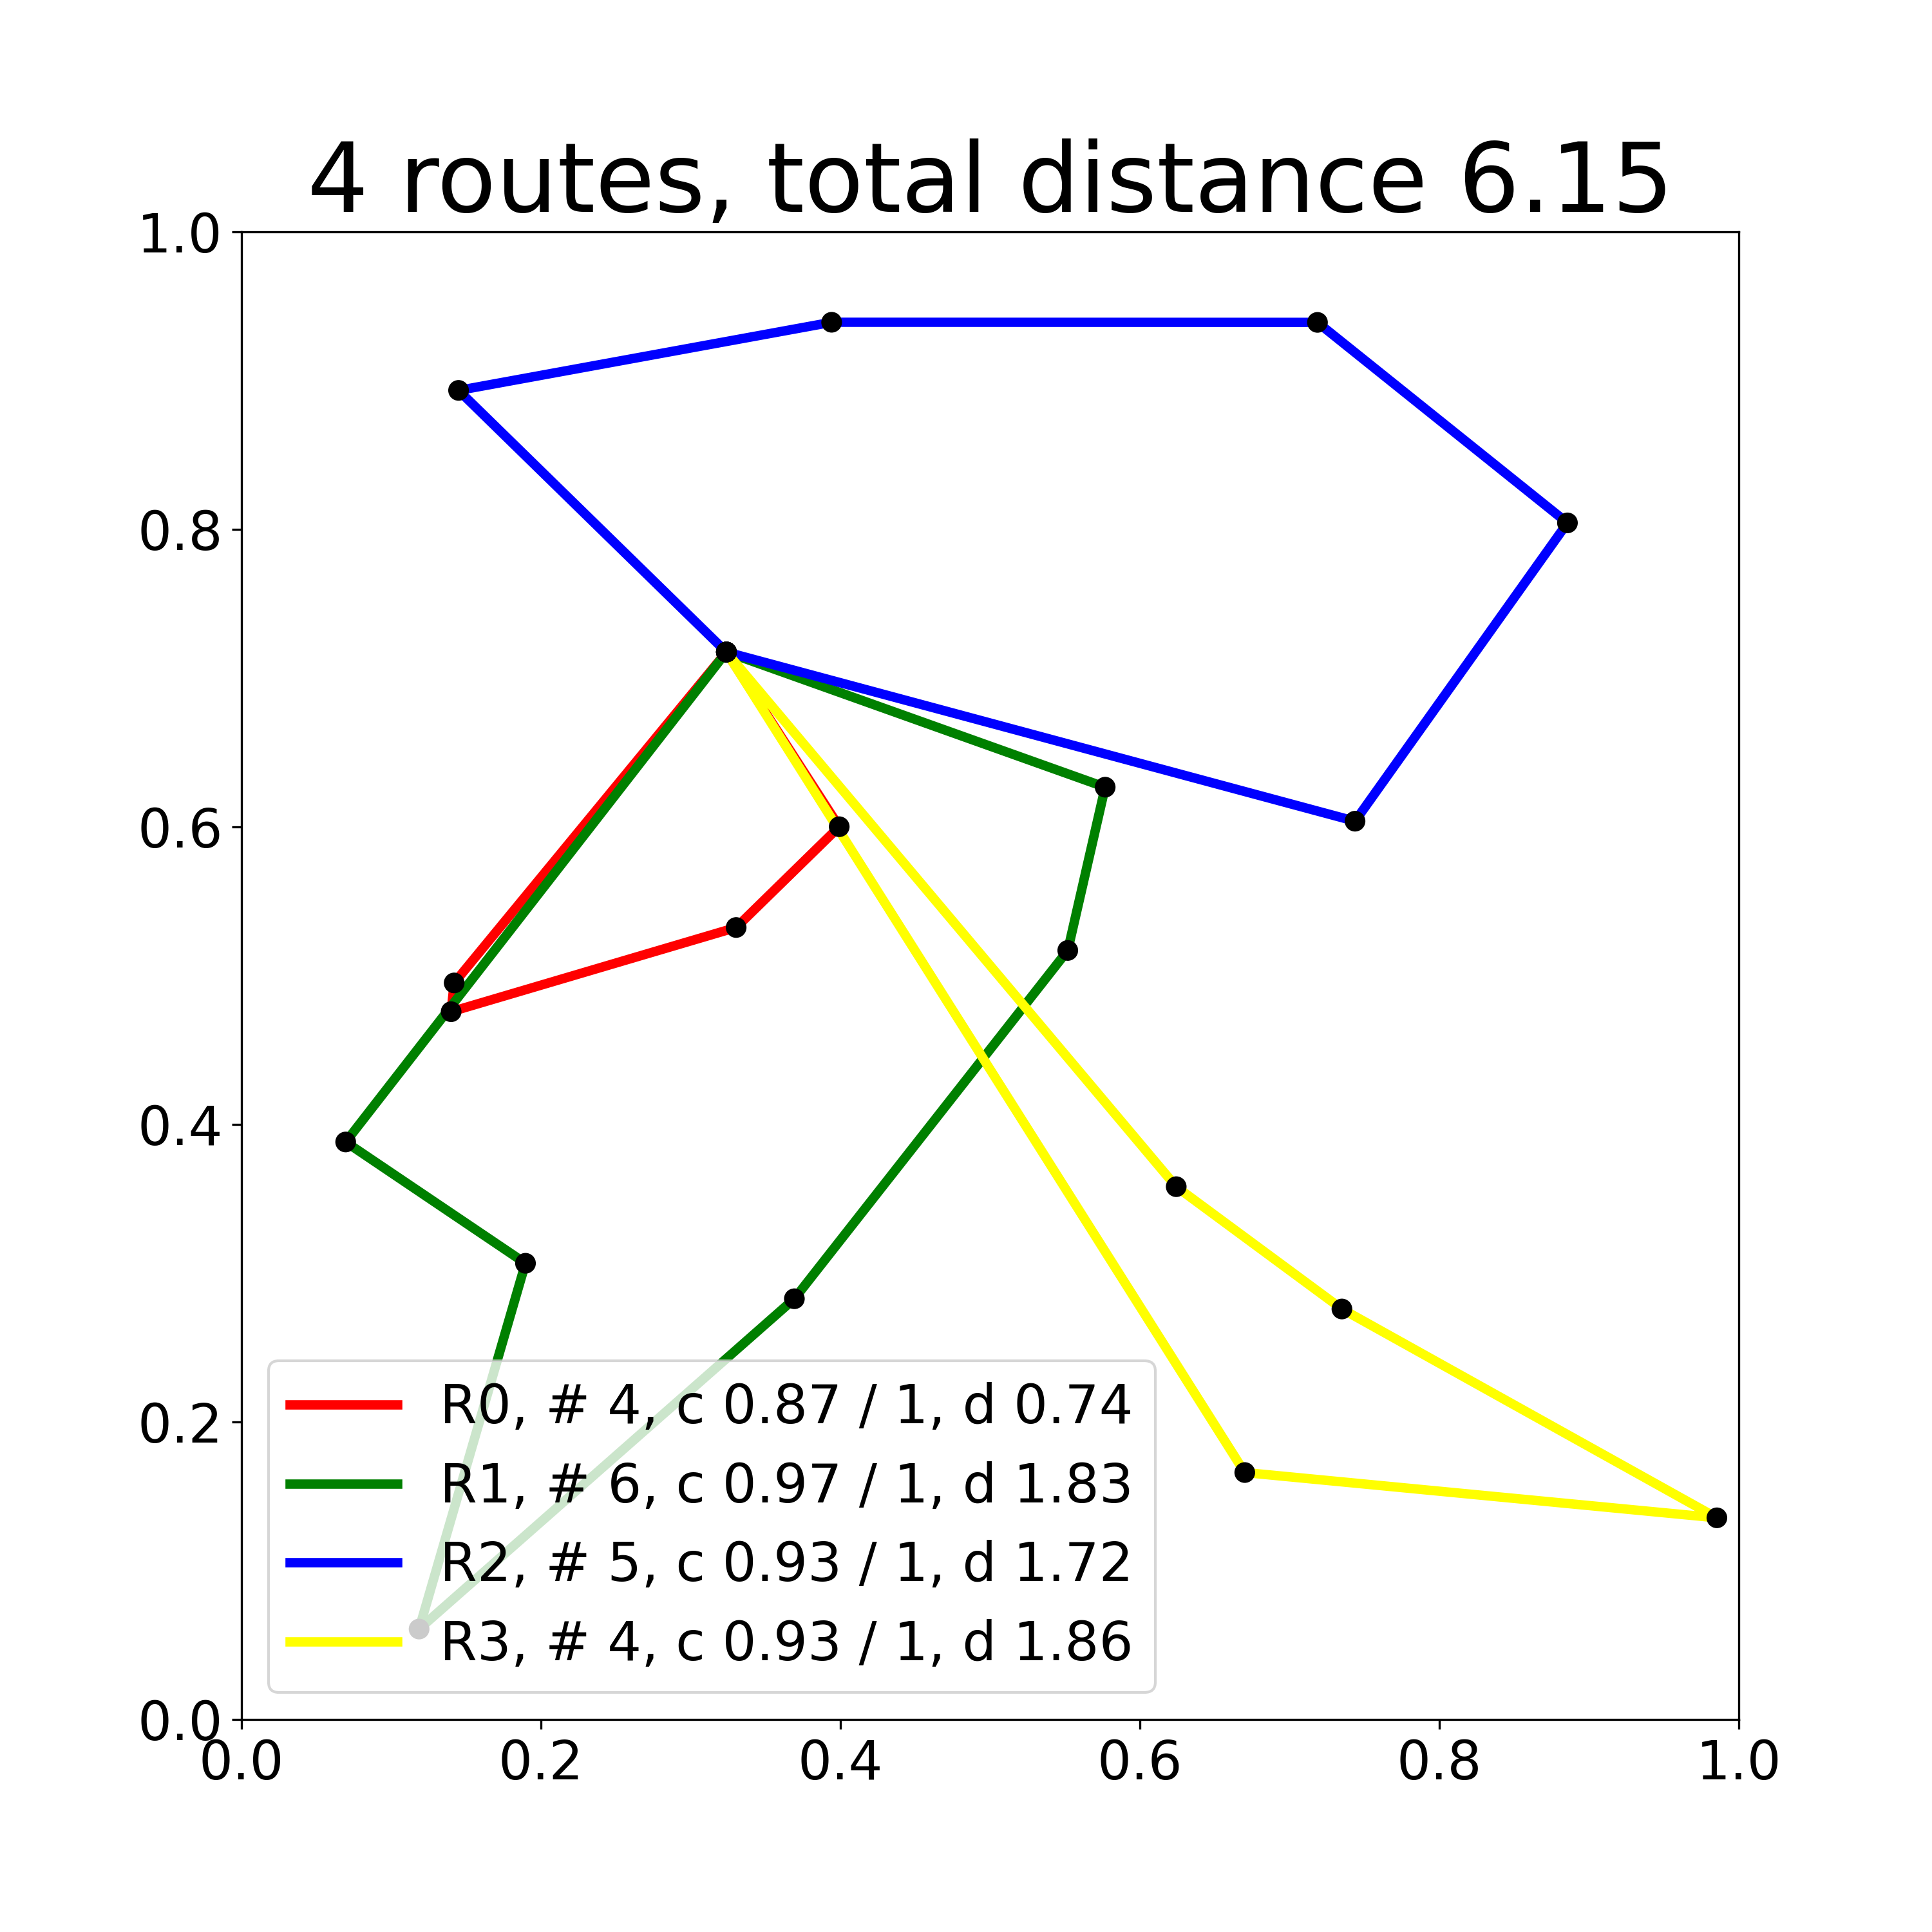 4 routes, total distance 6.15
1.0
0.8
0.6
0.4
0.2
0.0
R0, # 4, c 0.87 / 1, d 0.74
R1, # 6, c 0.97 / 1, d 1.83
R2, # 5, c 0.93 / 1, d 1.72
R3, # 4, c 0.93 / 1, d 1.86
0.0 0.2 0.4 0.6 0.8 1.0